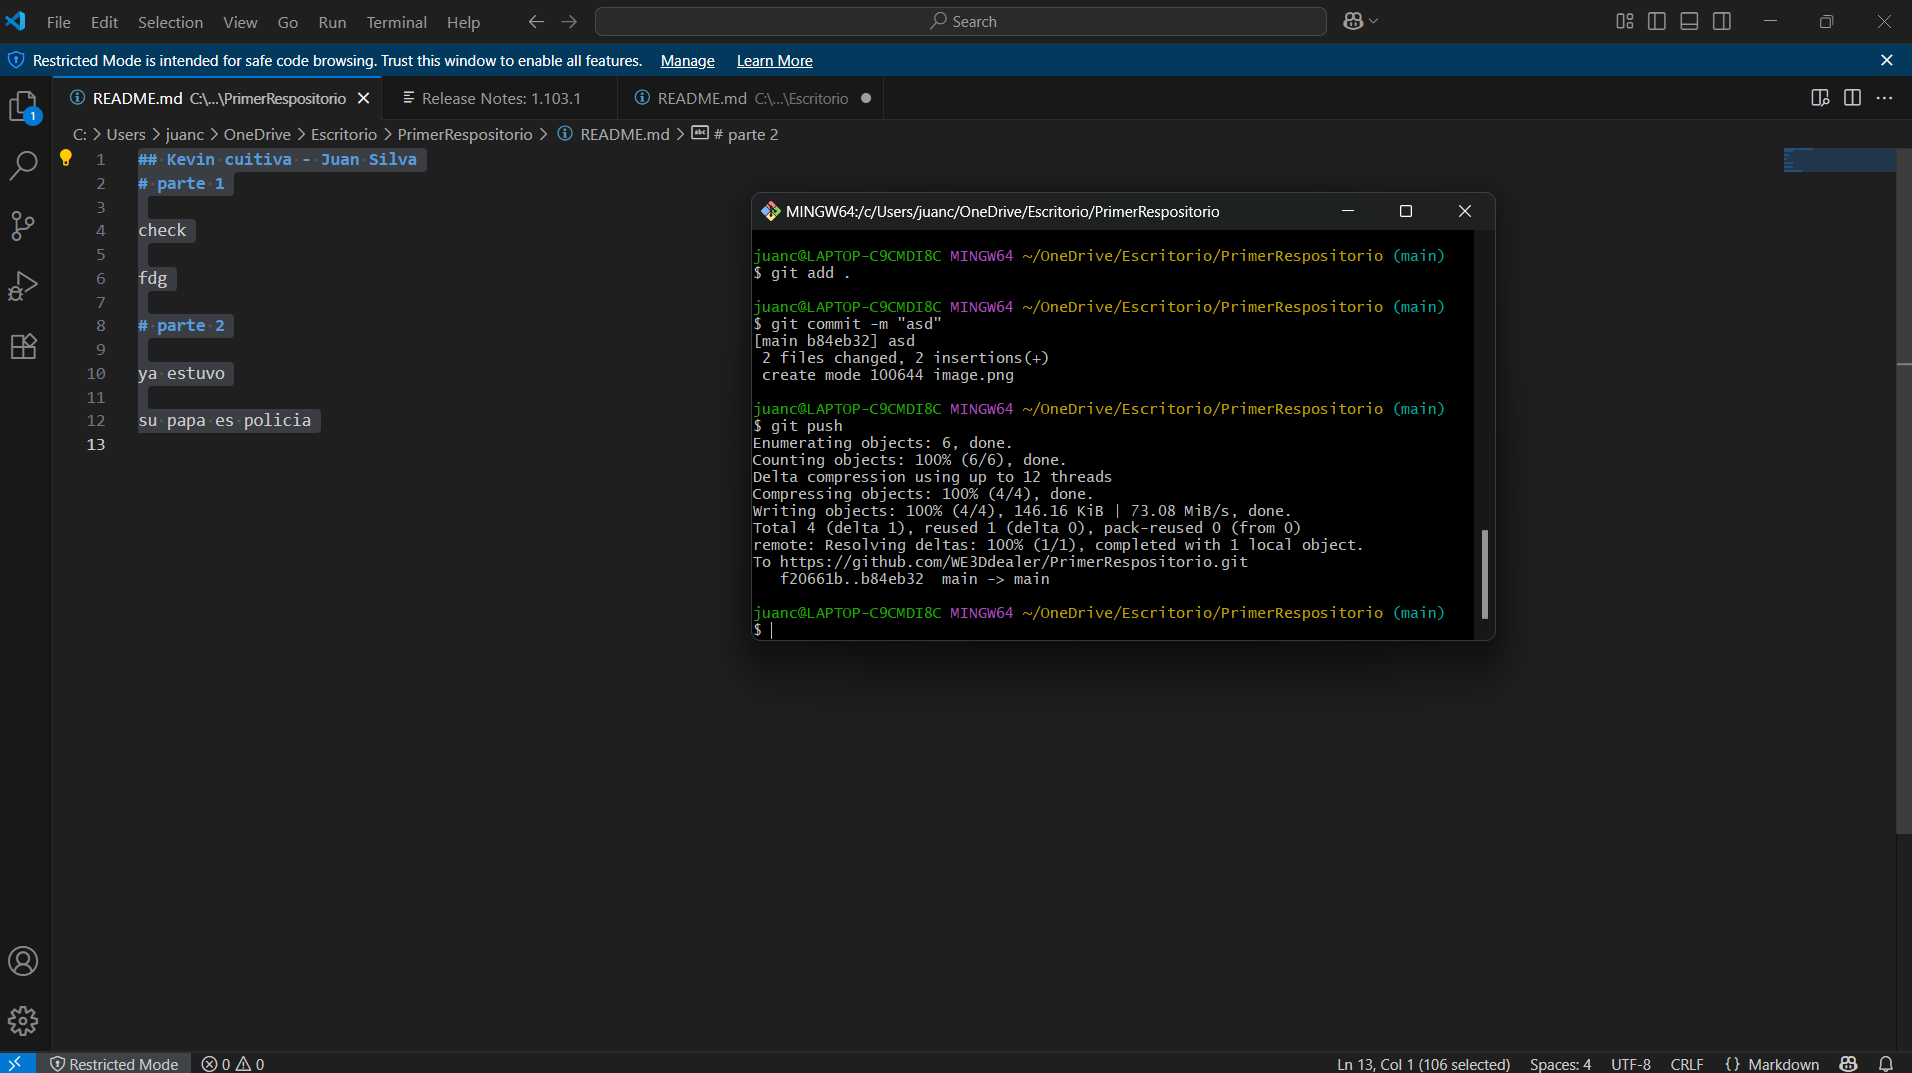 File Edit Selection View Go Run Terminal Help Search
Restricted Mode is intended for safe code browsing. Trust this window to enable all features. Manage Learn More
1
README.md C:\...\PrimerRespositorio Release Notes: 1.103.1 README.md C:\...\Escritorio
C: > Users > juanc > OneDrive > Escritorio > PrimerRespositorio > README.md > # parte 2
1 ## Kevin cuitiva - Juan Silva
2 # parte 1
3
4 check
5
6 fdg
7
8 # parte 2
9
10 ya estuvo
11
12 su papa es policia
13
MINGW64:/c/Users/juanc/OneDrive/Escritorio/PrimerRespositorio
juanc@LAPTOP-C9CMDI8C MINGW64 ~/OneDrive/Escritorio/PrimerRespositorio (main)
$ git add .
juanc@LAPTOP-C9CMDI8C MINGW64 ~/OneDrive/Escritorio/PrimerRespositorio (main)
$ git commit -m "asd"
[main b84eb32] asd
2 files changed, 2 insertions(+)
create mode 100644 image.png
juanc@LAPTOP-C9CMDI8C MINGW64 ~/OneDrive/Escritorio/PrimerRespositorio (main)
$ git push
Enumerating objects: 6, done.
Counting objects: 100% (6/6), done.
Delta compression using up to 12 threads
Compressing objects: 100% (4/4), done.
Writing objects: 100% (4/4), 146.16 KiB | 73.08 MiB/s, done.
Total 4 (delta 1), reused 1 (delta 0), pack-reused 0 (from 0)
remote: Resolving deltas: 100% (1/1), completed with 1 local object.
To https://github.com/WE3Ddealer/PrimerRespositorio.git
f20661b..b84eb32 main -> main
juanc@LAPTOP-C9CMDI8C MINGW64 ~/OneDrive/Escritorio/PrimerRespositorio (main)
$
Restricted Mode 0 0 Ln 13, Col 1 (106 selected) Spaces: 4 UTF-8 CRLF {} Markdown